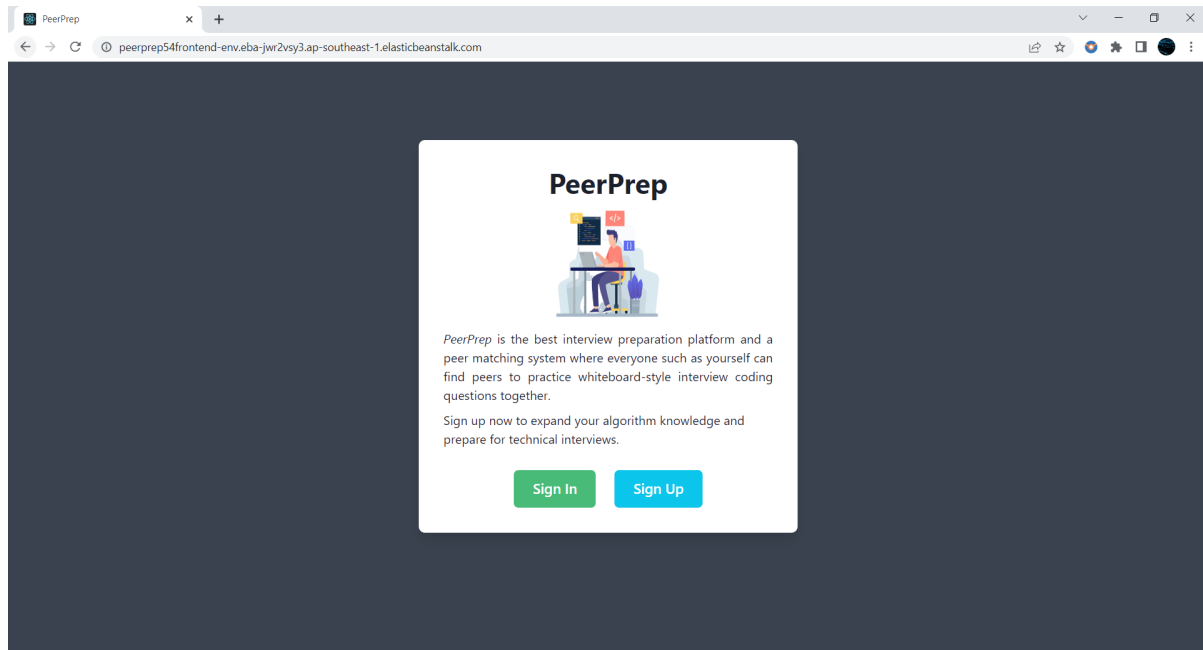 PeerPrep
peerprep54frontend-env.eba-jwr2vsy3.ap-southeast-1.elasticbeanstalk.com
PeerPrep
</>
PeerPrep is the best interview preparation platform and a
peer matching system where everyone such as yourself can
find peers to practice whiteboard-style interview coding
questions together.
Sign up now to expand your algorithm knowledge and
prepare for technical interviews.
Sign In
Sign Up